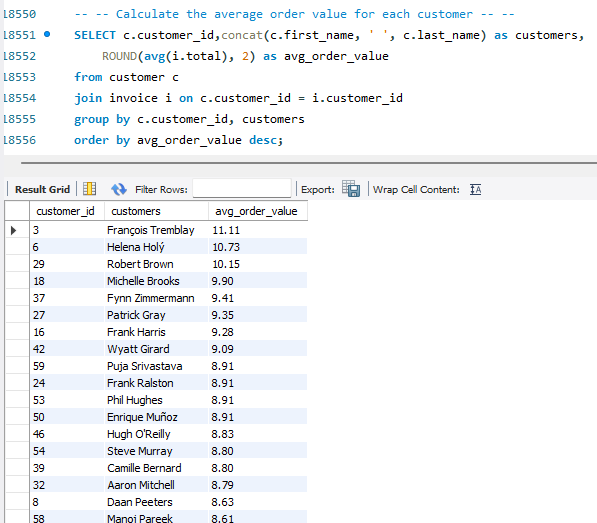 18550 -- -- Calculate the average order value for each customer -- --
18551 SELECT c.customer_id,concat(c.first_name, ' ', c.last_name) as customers,
18552 ROUND(avg(i.total), 2) as avg_order_value
18553 from customer c
18554 join invoice i on c.customer_id = i.customer_id
18555 group by c.customer_id, customers
18556 order by avg_order_value desc;
Result Grid Filter Rows: Export: Wrap Cell Content:
customer_id customers avg_order_value
3 François Tremblay 11.11
6 Helena Holý 10.73
29 Robert Brown 10.15
18 Michelle Brooks 9.90
37 Fynn Zimmermann 9.41
27 Patrick Gray 9.35
16 Frank Harris 9.28
42 Wyatt Girard 9.09
59 Puja Srivastava 8.91
24 Frank Ralston 8.91
53 Phil Hughes 8.91
50 Enrique Muñoz 8.91
46 Hugh O'Reilly 8.83
54 Steve Murray 8.80
39 Camille Bernard 8.80
32 Aaron Mitchell 8.79
8 Daan Peeters 8.63
58 Manoj Pareek 8.61